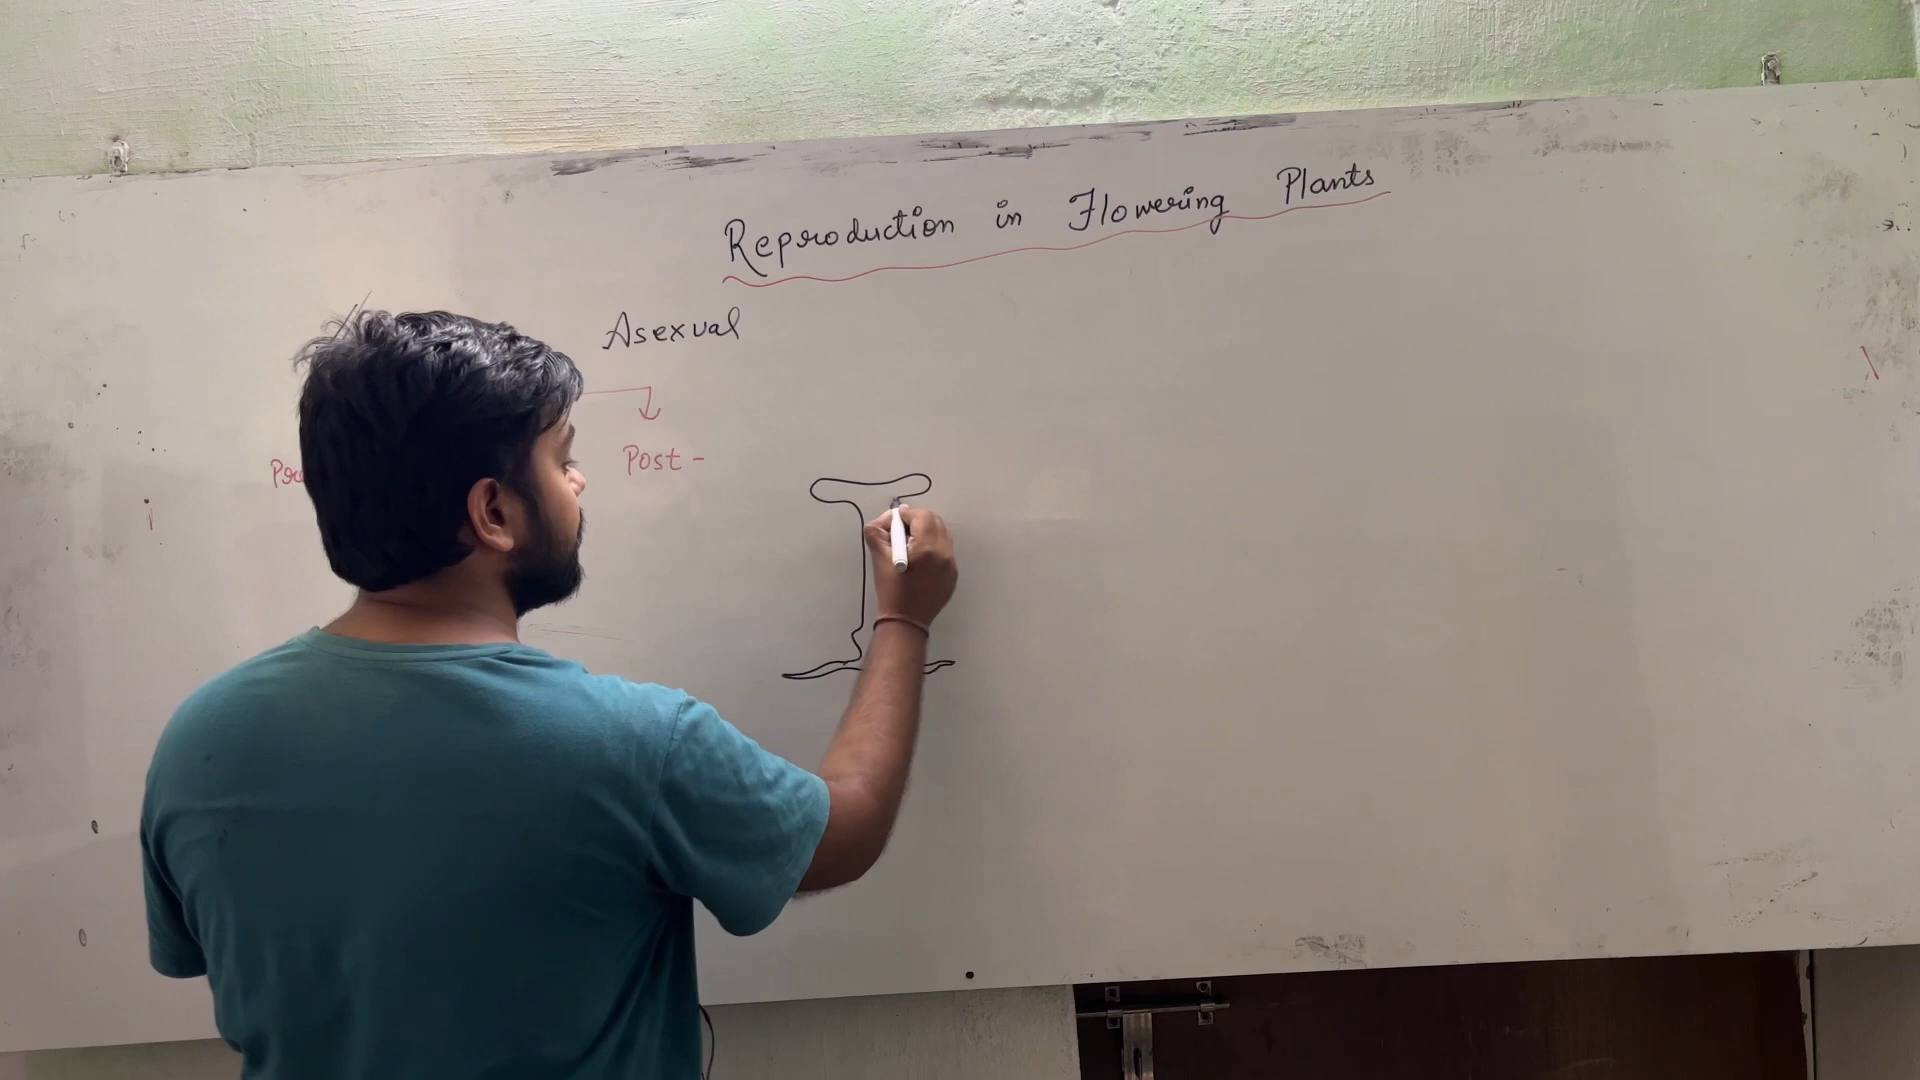 Reproduction in Flowering Plants
Asexual
Post -